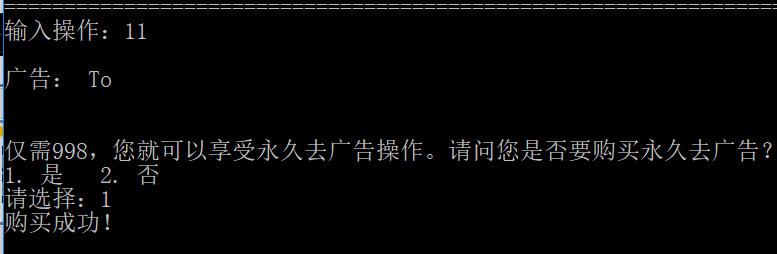 输入操作：11
广告： To
仅需998，您就可以享受永久去广告操作。请问您是否要购买永久去广告？
1. 是   2. 否
请选择：1
购买成功！